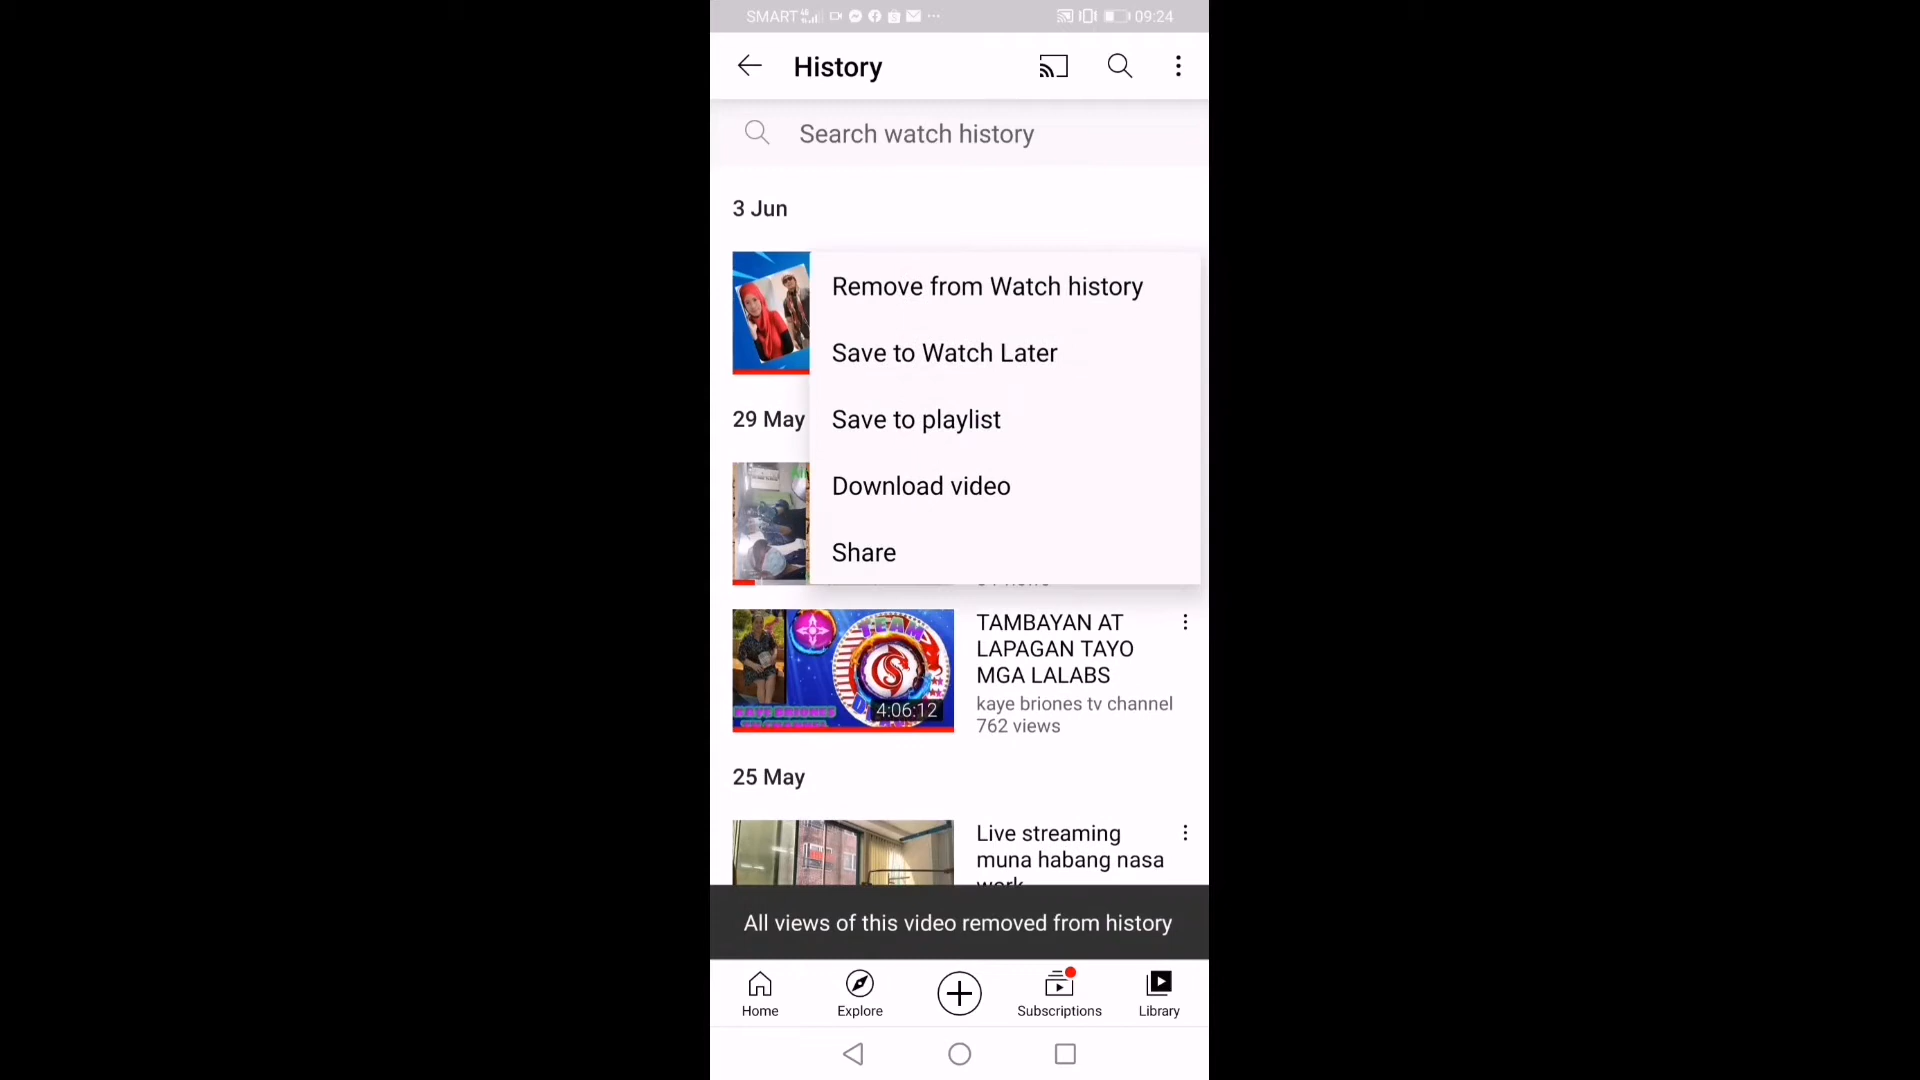 SMART 09:24
History
Search watch history
3 Jun
Remove from Watch history
Save to Watch Later
29 May
Save to playlist
Download video
Share
TAMBAYAN AT
LAPAGAN TAYO
MGA LALABS
kaye briones tv channel
762 views
TEAM
4:06:12
25 May
Live streaming
muna habang nasa
work
All views of this video removed from history
Home
Explore
Subscriptions
Library